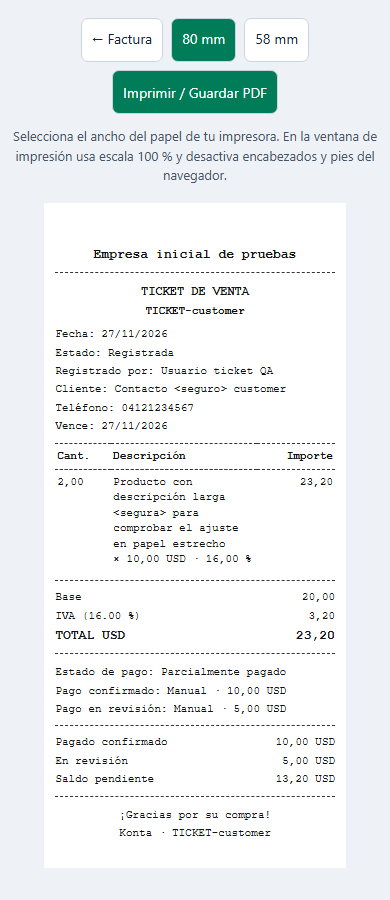 ← Factura
80 mm
58 mm
Imprimir / Guardar PDF
Selecciona el ancho del papel de tu impresora. En la ventana de
impresión usa escala 100 % y desactiva encabezados y pies del
navegador.
Empresa inicial de pruebas
TICKET DE VENTA
TICKET-customer
Fecha: 27/11/2026
Estado: Registrada
Registrado por: Usuario ticket QA
Cliente: Contacto <seguro> customer
Teléfono: 04121234567
Vence: 27/11/2026
Cant. Descripción Importe
2,00 Producto con 23,20
descripción larga
<segura> para
comprobar el ajuste
en papel estrecho
× 10,00 USD · 16,00 %
Base 20,00
IVA (16.00 %) 3,20
TOTAL USD 23,20
Estado de pago: Parcialmente pagado
Pago confirmado: Manual · 10,00 USD
Pago en revisión: Manual · 5,00 USD
Pagado confirmado 10,00 USD
En revisión 5,00 USD
Saldo pendiente 13,20 USD
¡Gracias por su compra!
Konta · TICKET-customer